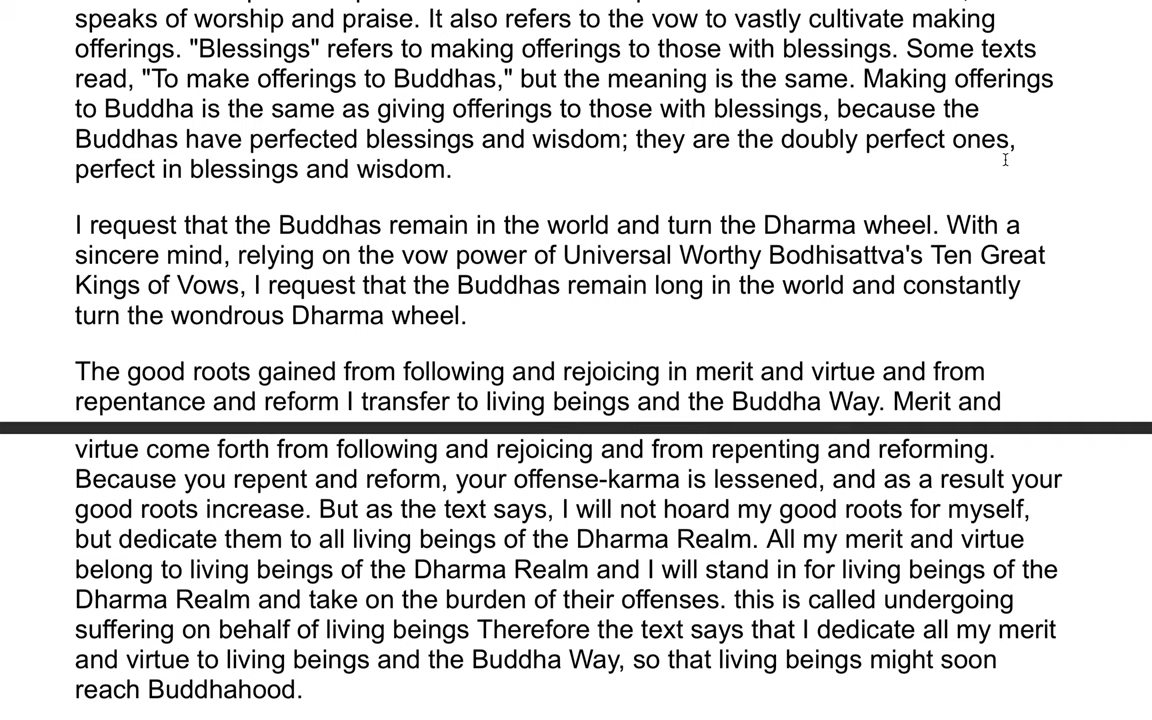 speaks of worship and praise. It also refers to the vow to vastly cultivate making
offerings. "Blessings" refers to making offerings to those with blessings. Some texts
read, "To make offerings to Buddhas," but the meaning is the same. Making offerings
to Buddha is the same as giving offerings to those with blessings, because the
Buddhas have perfected blessings and wisdom; they are the doubly perfect ones,
perfect in blessings and wisdom.
I request that the Buddhas remain in the world and turn the Dharma wheel. With a
sincere mind, relying on the vow power of Universal Worthy Bodhisattva's Ten Great
Kings of Vows, I request that the Buddhas remain long in the world and constantly
turn the wondrous Dharma wheel.
The good roots gained from following and rejoicing in merit and virtue and from
repentance and reform I transfer to living beings and the Buddha Way. Merit and
virtue come forth from following and rejoicing and from repenting and reforming.
Because you repent and reform, your offense-karma is lessened, and as a result your
good roots increase. But as the text says, I will not hoard my good roots for myself,
but dedicate them to all living beings of the Dharma Realm. All my merit and virtue
belong to living beings of the Dharma Realm and I will stand in for living beings of the
Dharma Realm and take on the burden of their offenses. this is called undergoing
suffering on behalf of living beings Therefore the text says that I dedicate all my merit
and virtue to living beings and the Buddha Way, so that living beings might soon
reach Buddhahood.